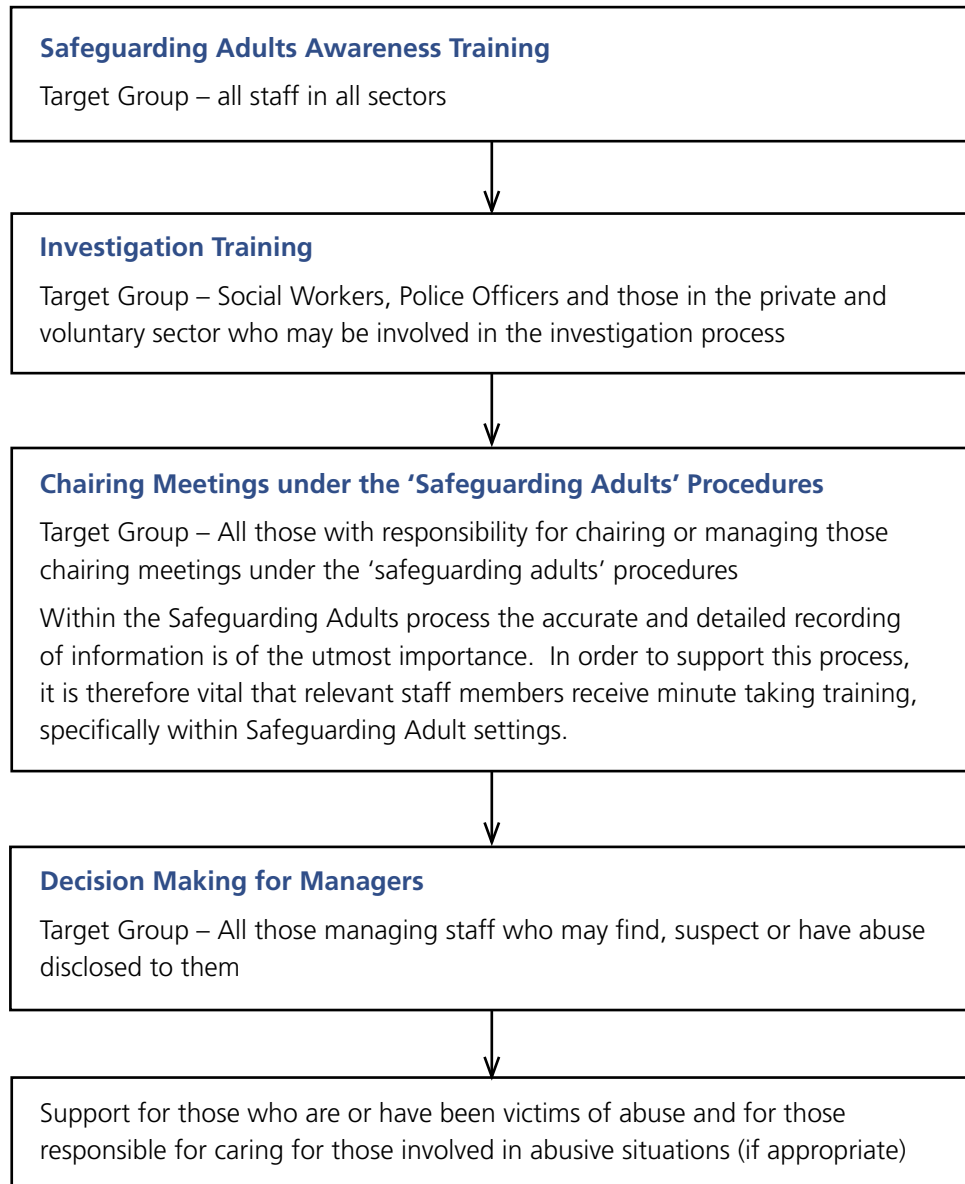 Safeguarding Adults Awareness Training
Target Group – all staff in all sectors
Investigation Training
Target Group – Social Workers, Police Officers and those in the private and
voluntary sector who may be involved in the investigation process
Chairing Meetings under the ‘Safeguarding Adults’ Procedures
Target Group – All those with responsibility for chairing or managing those
chairing meetings under the ‘safeguarding adults’ procedures
Within the Safeguarding Adults process the accurate and detailed recording
of information is of the utmost importance.  In order to support this process,
it is therefore vital that relevant staff members receive minute taking training,
specifically within Safeguarding Adult settings.
Decision Making for Managers
Target Group – All those managing staff who may find, suspect or have abuse
disclosed to them
Support for those who are or have been victims of abuse and for those
responsible for caring for those involved in abusive situations (if appropriate)